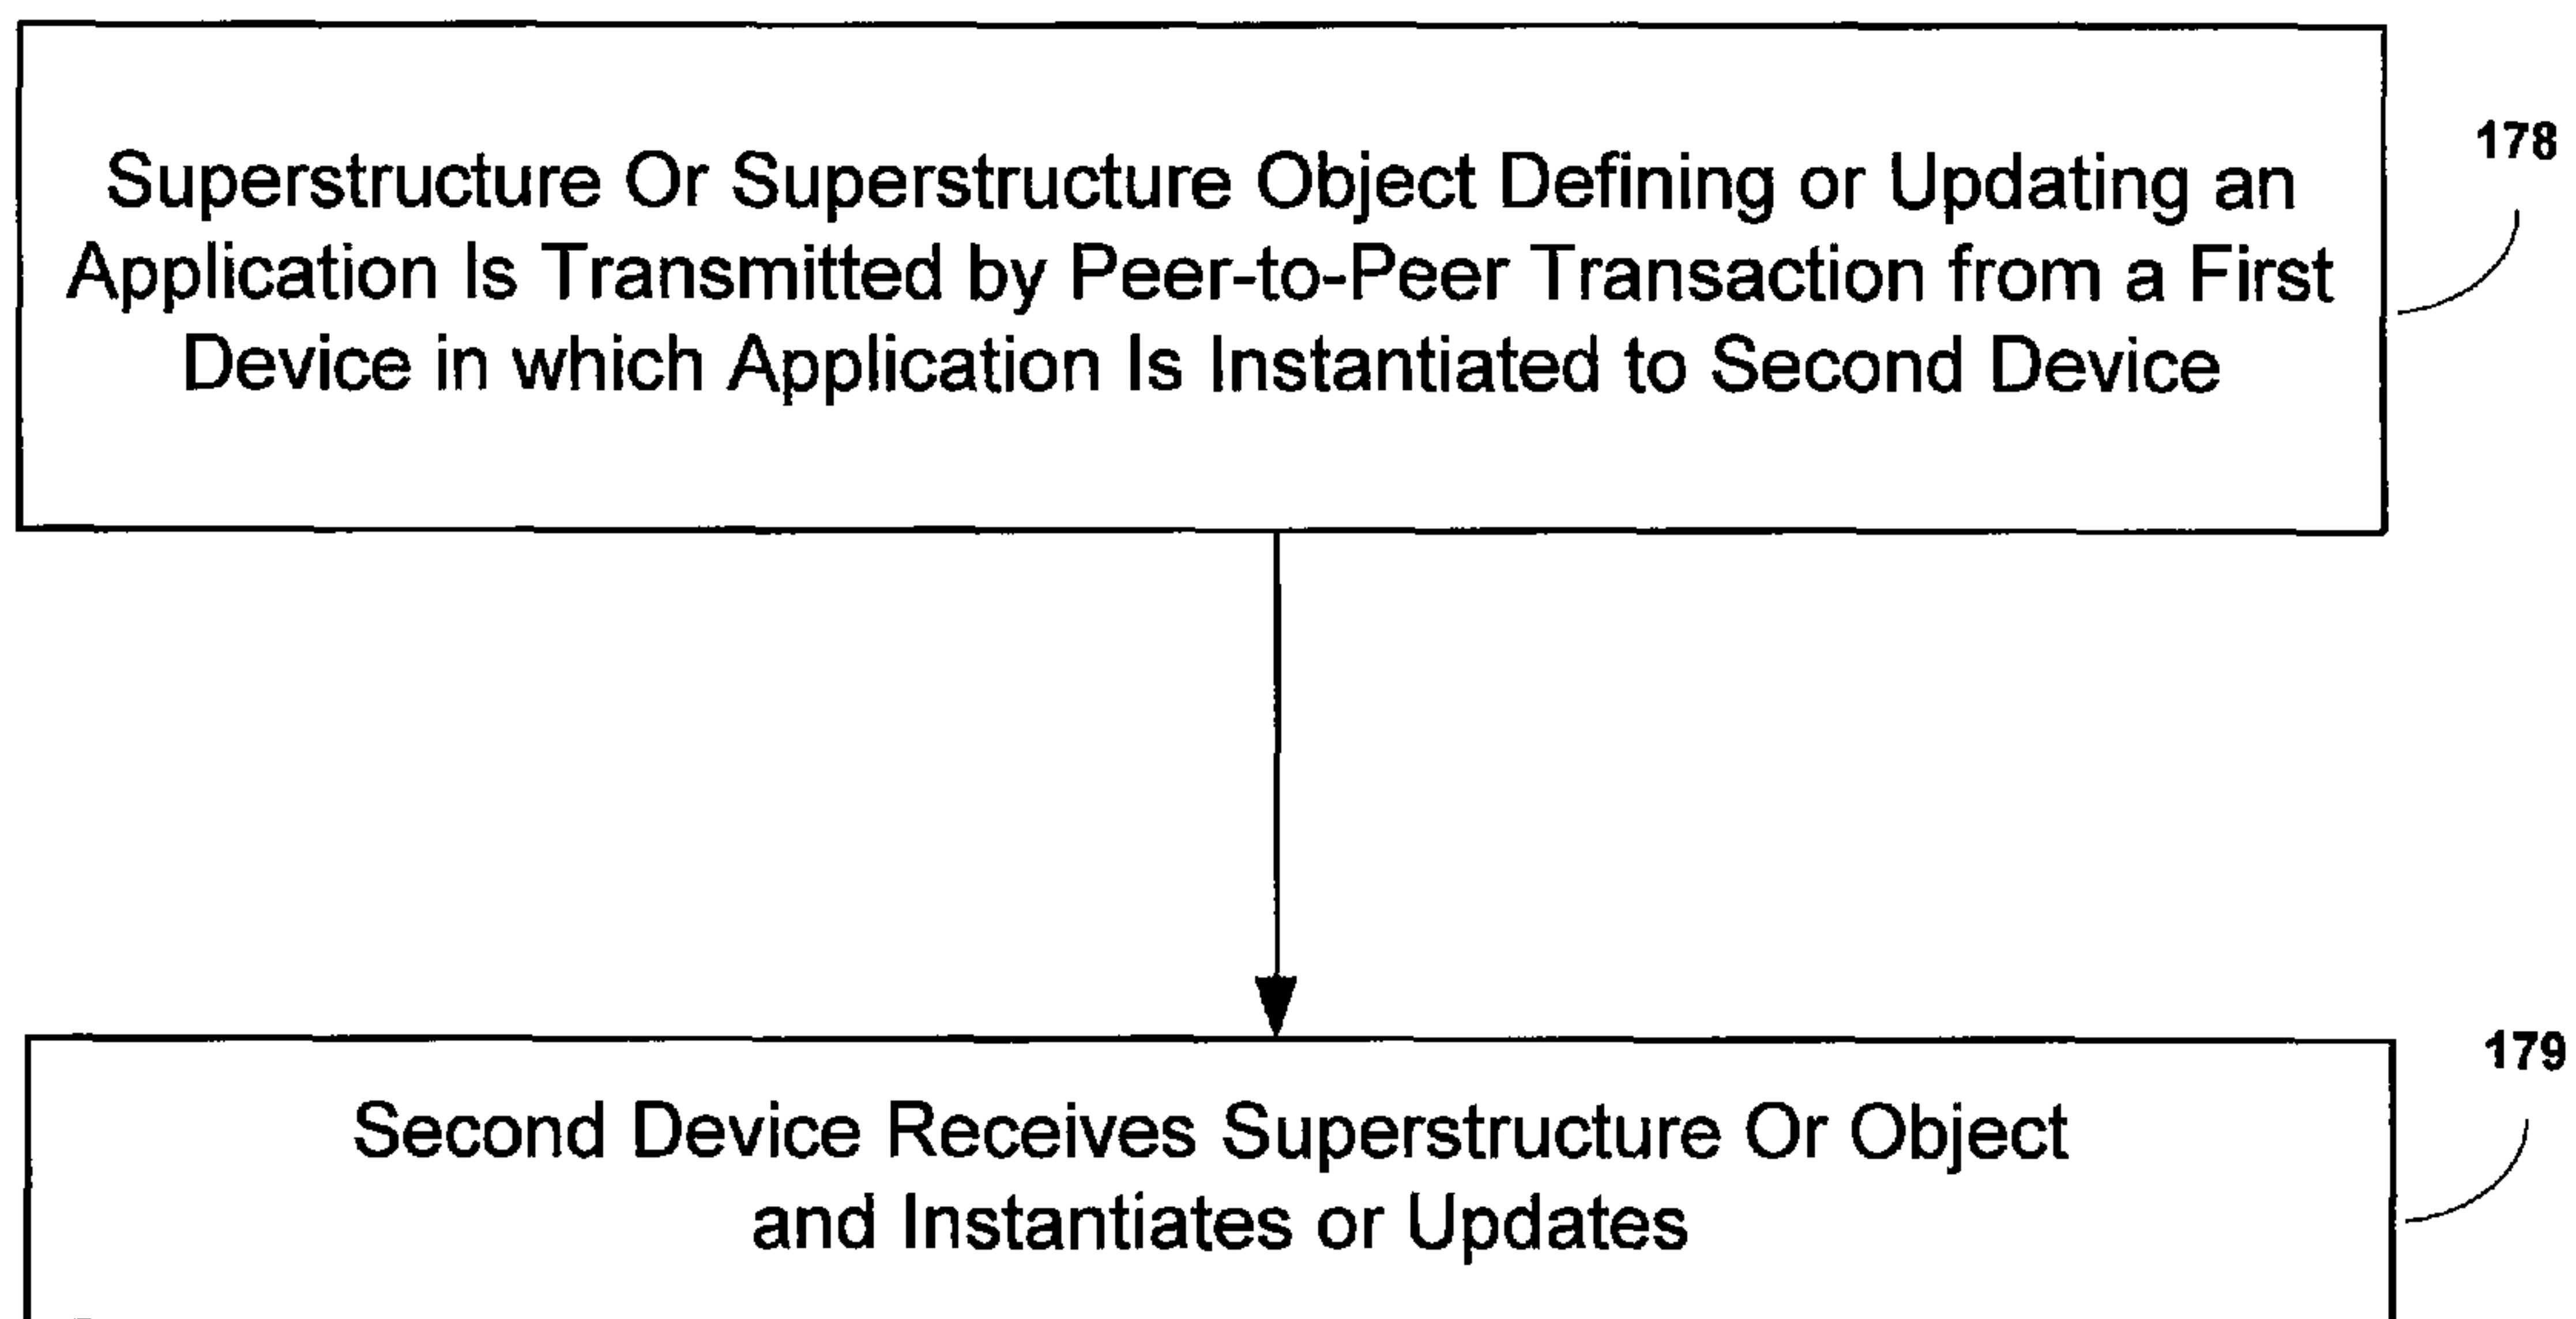 178
Superstructure Or Superstructure Object Defining or Updating an
Application Is Transmitted by Peer-to-Peer Transaction from a First
Device in which Application Is Instantiated to Second Device
179
Second Device Receives Superstructure Or Object
and Instantiates or Updates